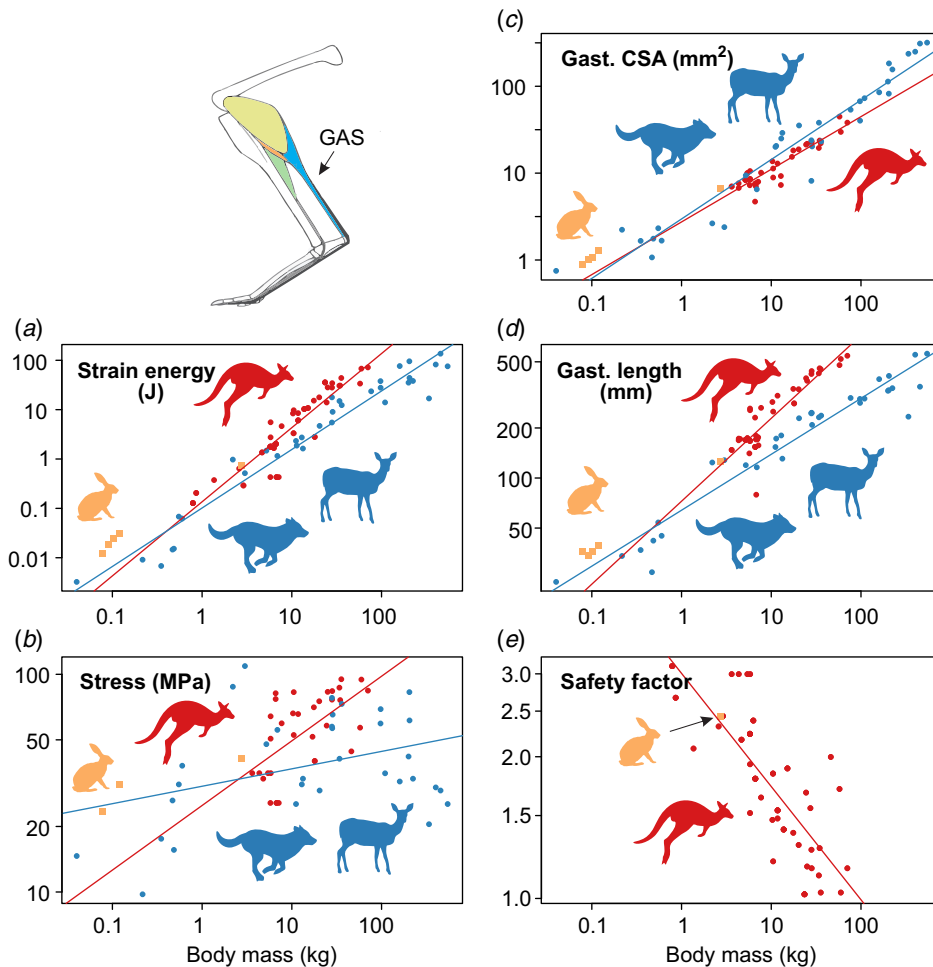 GAS
(c)
Gast. CSA (mm²)
100
10
1
0.1
1
10
100
(a)
Strain energy
(J)
100
10
1
0.1
0.01
0.1
1
10
100
(d)
Gast. length
(mm)
500
200
100
50
0.1
1
10
100
(b)
Stress (MPa)
100
50
20
10
0.1
1
10
100
Body mass (kg)
(e)
Safety factor
3.0
2.5
2.0
1.5
1.0
0.1
1
10
100
Body mass (kg)